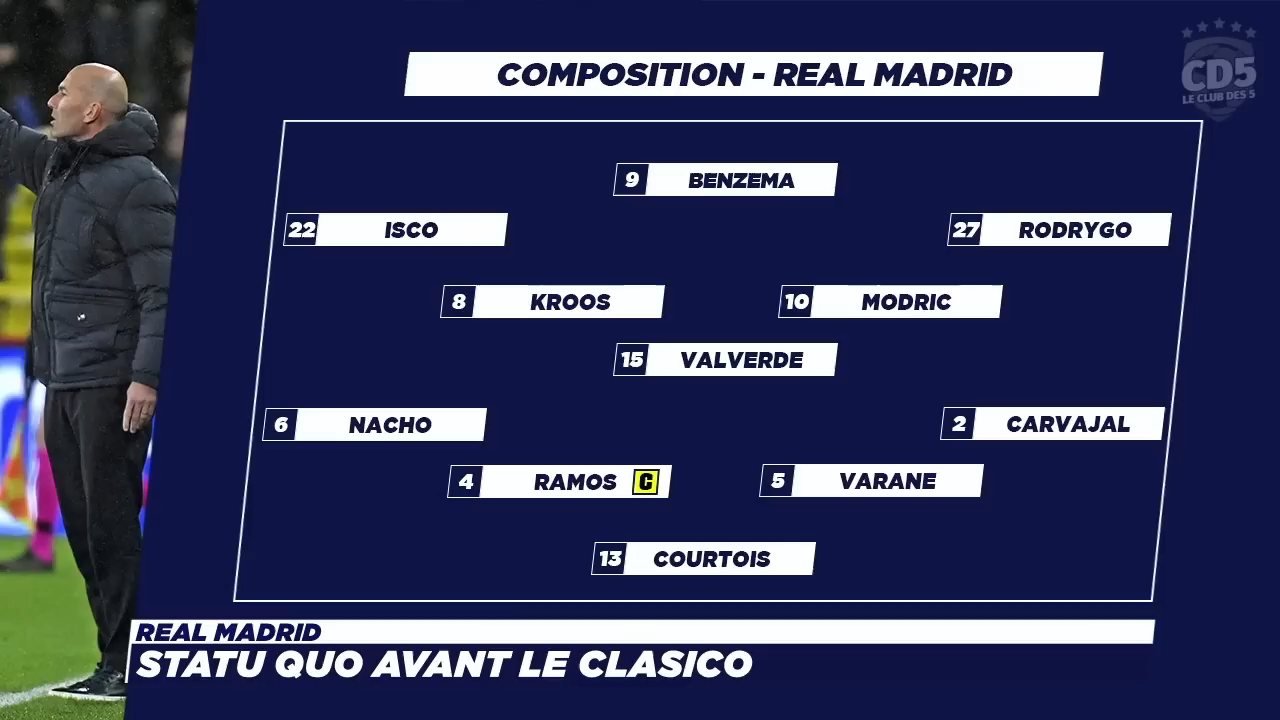 CD5
LE CLUB DES 5
COMPOSITION - REAL MADRID
9 BENZEMA
22 ISCO
27 RODRYGO
8 KROOS
10 MODRIC
15 VALVERDE
6 NACHO
2 CARVAJAL
4 RAMOS C
5 VARANE
13 COURTOIS
REAL MADRID
STATU QUO AVANT LE CLASICO